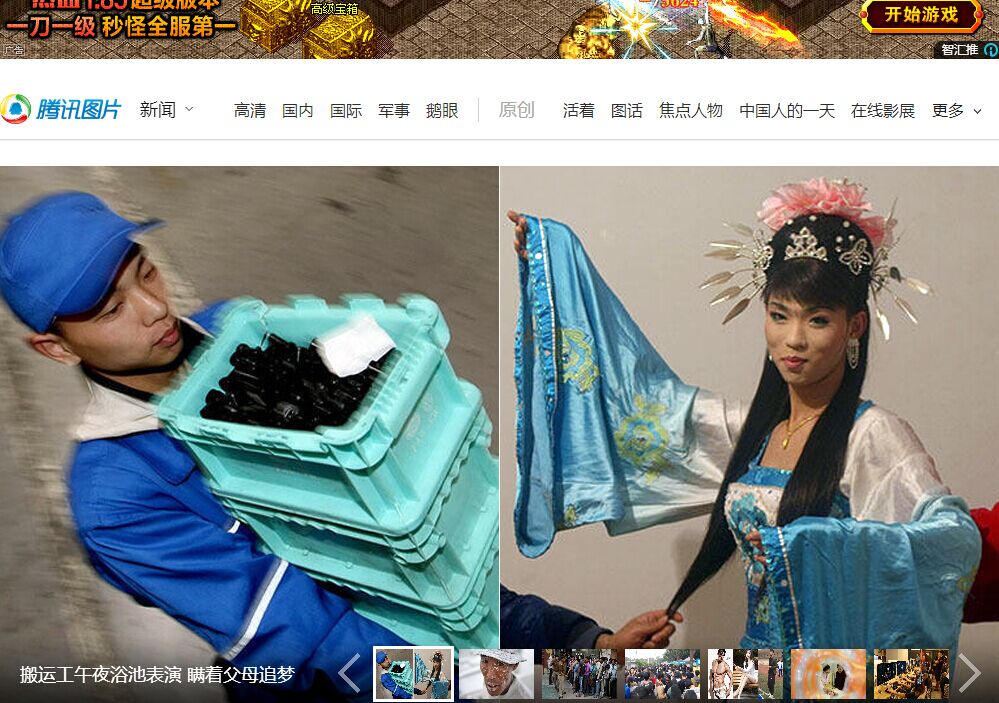 一刀一级 秒怪全服第一
高级宝箱
5624
开始游戏
广告
智汇推
腾讯图片
新闻
高清 国内 国际 军事 鹅眼 原创 活着 图话 焦点人物 中国人的一天 在线影展 更多
搬运工午夜浴池表演 瞒着父母追梦